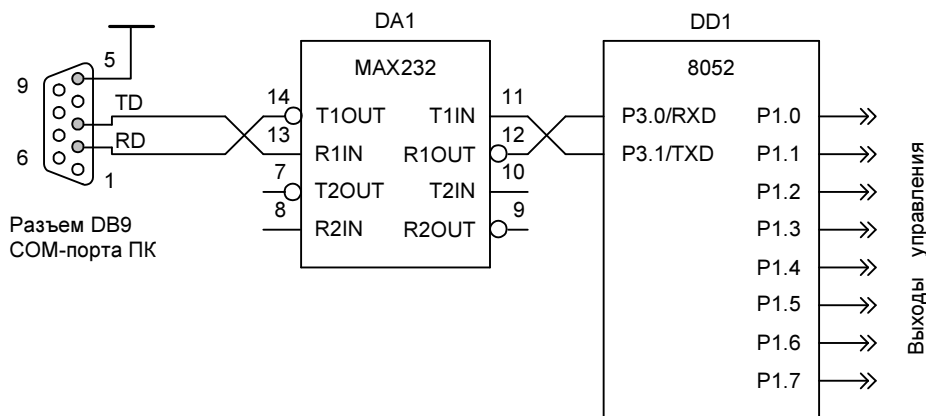 DA1
DD1
MAX232
8052
5
9
TD
RD
6
1
14
13
7
8
T1OUT
R1IN
T2OUT
R2IN
T1IN
R1OUT
T2IN
R2OUT
11
12
10
9
P3.0/RXD
P3.1/TXD
P1.0
P1.1
P1.2
P1.3
P1.4
P1.5
P1.6
P1.7
Разъем DB9
COM-порта ПК
Выходы управления